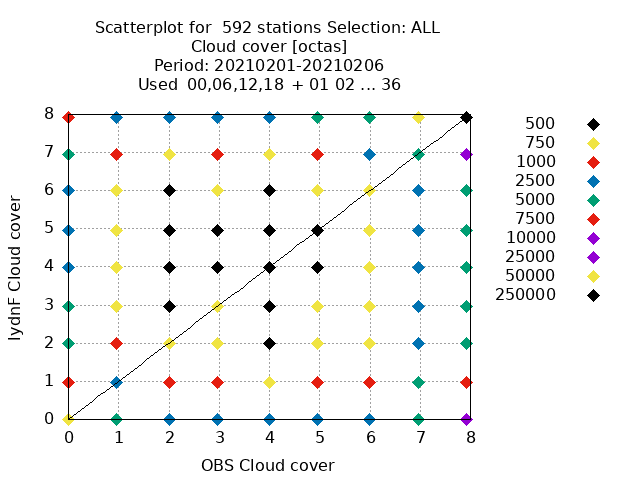 Scatterplot for  592 stations Selection: ALL
Cloud cover [octas]
Period: 20210201-20210206
Used  00,06,12,18  + 01 02 ... 36
8
7
6
5
4
3
2
1
0
0 1 2 3 4 5 6 7 8
IydnF Cloud cover
OBS Cloud cover
500
750
1000
2500
5000
7500
10000
25000
50000
250000